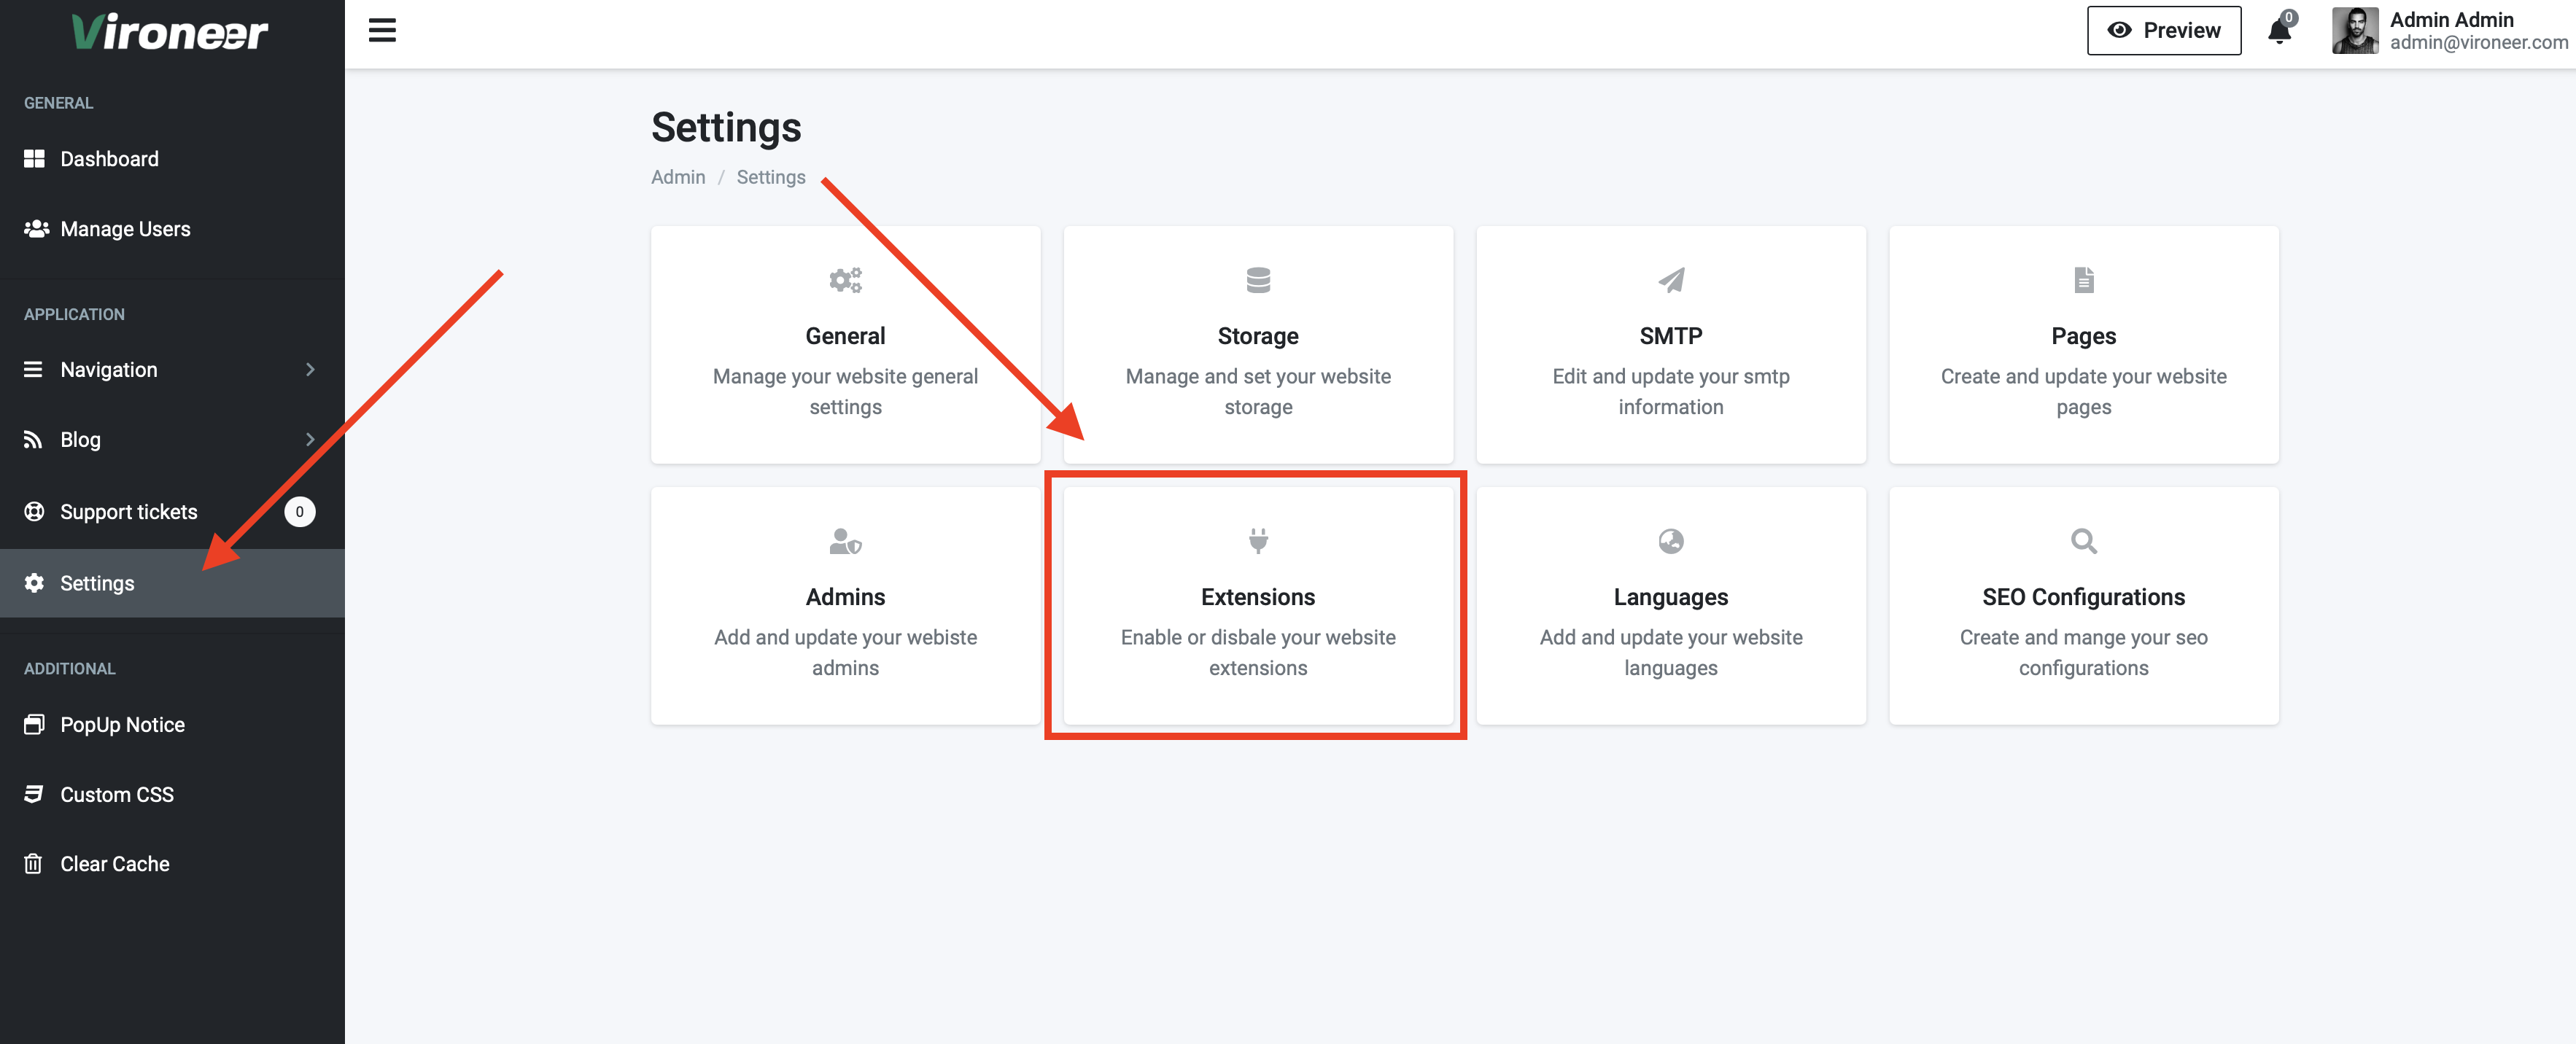 Vironeer
Preview
0
Admin Admin
admin@vironeer.com
GENERAL
Dashboard
Manage Users
APPLICATION
Navigation
Blog
Support tickets
0
Settings
ADDITIONAL
PopUp Notice
Custom CSS
Clear Cache
Settings
Admin / Settings
General
Manage your website general
settings
Storage
Manage and set your website
storage
SMTP
Edit and update your smtp
information
Pages
Create and update your website
pages
Admins
Add and update your webiste
admins
Extensions
Enable or disbale your website
extensions
Languages
Add and update your website
languages
SEO Configurations
Create and mange your seo
configurations